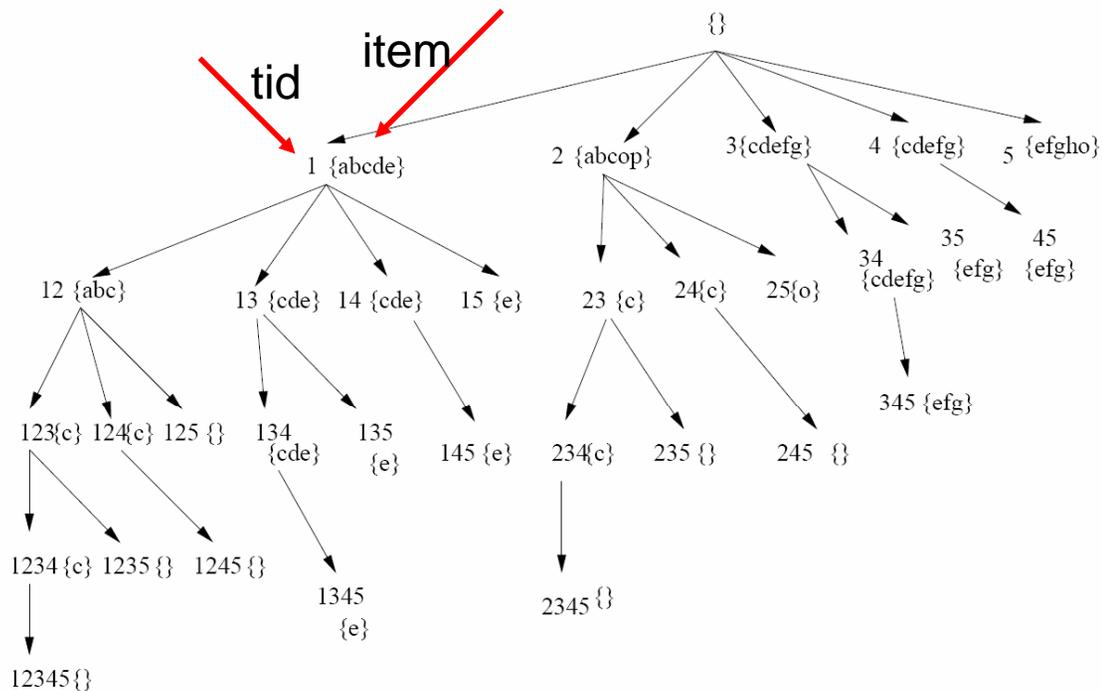 {}
item
tid
1 {abcde}
2 {abcop}
3{cdefg}
4 {cdefg}
5 {efgho}
12 {abc}
13 {cde}
14 {cde}
15 {e}
23 {c}
24{c}
25{o}
34
{cdefg}
35
{efg}
45
{efg}
123{c}
124{c}
125 {}
134
{cde}
135
{e}
145 {e}
234{c}
235 {}
245 {}
345 {efg}
1234 {c}
1235 {}
1245 {}
1345
{e}
2345 {}
12345 {}